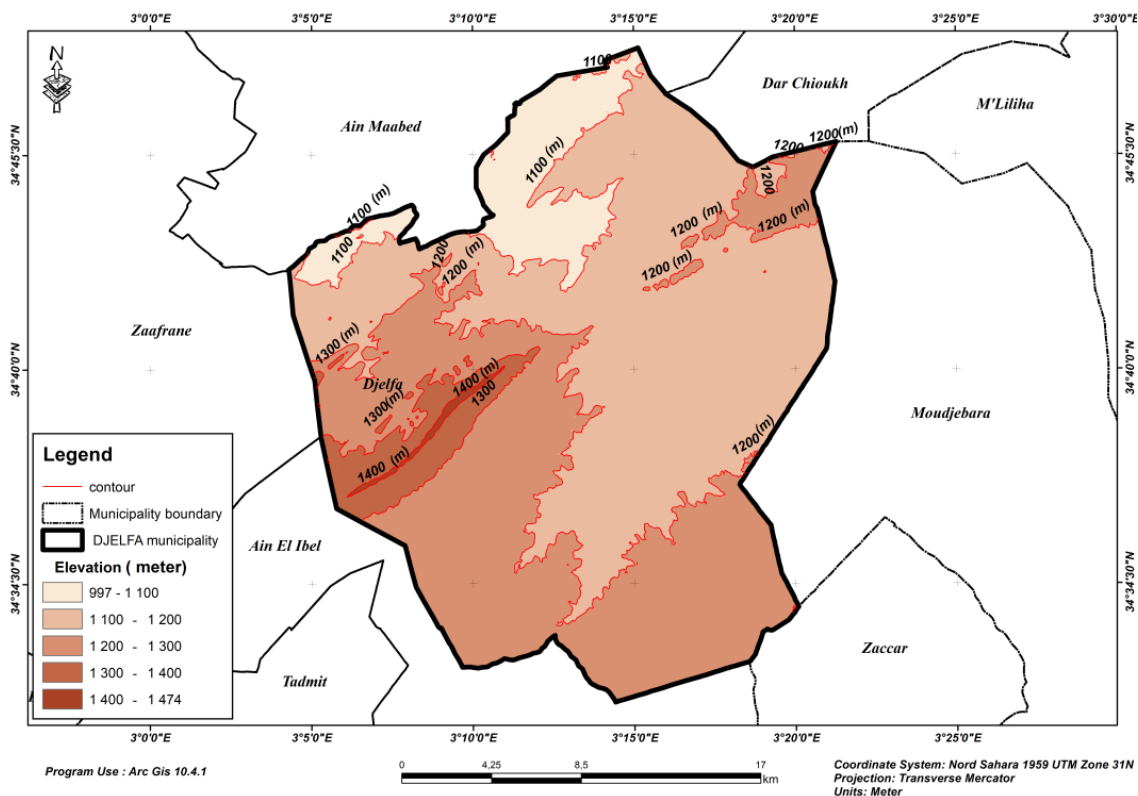 3°0'0"E 3°5'0"E 3°10'0"E 3°15'0"E 3°20'0"E 3°25'0"E 3°30'0"E
N
1100
Dar Chioukh
M'Liliha
Ain Maabed
1200 (m)
1200
34°45'30"N
34°45'30"N
1100 (m)
1200
1100 (m)
1200 (m)
1200 (m)
1100
1200
1200 (m)
1200 (m)
Zaafrane
1300 (m)
34°40'0"N
34°40'0"N
Djelfa
1400 (m)
1300
1300(m)
Moudjebara
1200 (m)
1400 (m)
Legend
contour
Municipality boundary
DJELFA municipality
Elevation ( meter)
997 - 1 100
1 100 - 1 200
1 200 - 1 300
1 300 - 1 400
1 400 - 1 474
Ain El Ibel
34°34'30"N
34°34'30"N
Zaccar
Tadmit
3°0'0"E 3°5'0"E 3°10'0"E 3°15'0"E 3°20'0"E 3°25'0"E 3°30'0"E
Program Use : Arc Gis 10.4.1
0 4,25 8,5 17
km
Coordinate System: Nord Sahara 1959 UTM Zone 31N
Projection: Transverse Mercator
Units: Meter